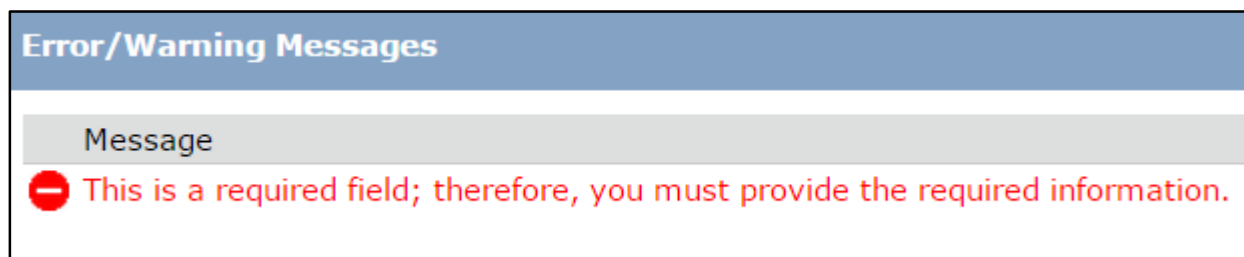 Error/Warning Messages
Message
This is a required field; therefore, you must provide the required information.